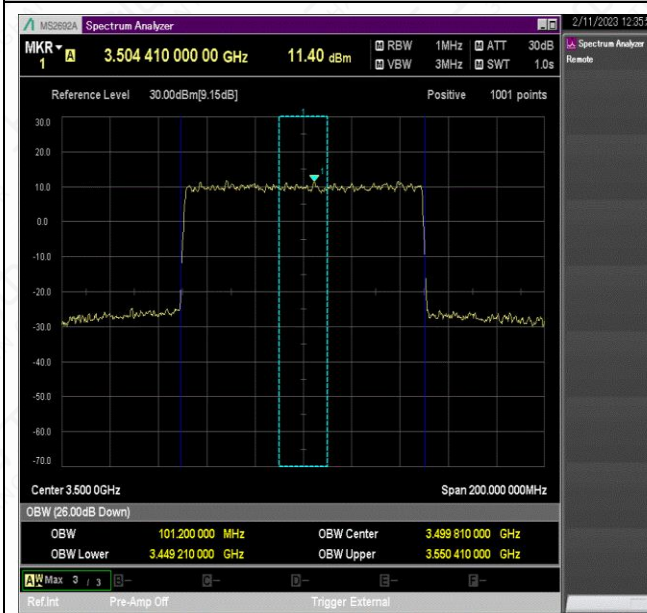 MS2692A Spectrum Analyzer
2/11/2023 12:35:
MKR 1 A 3.504 410 000 00 GHz 11.40 dBm
RBW 1MHz ATT 30dB
VBW 3MHz SWT 1.0s
Spectrum Analyzer
Remote
Reference Level 30.00dBm[9.15dB] Positive 1001 points
1
30.0
20.0
1
10.0
0.0
-10.0
-20.0
-30.0
-40.0
-50.0
-60.0
-70.0
Center 3.500 0GHz Span 200.000 000MHz
OBW (26.00dB Down)
OBW 101.200 000 MHz OBW Center 3.499 810 000 GHz
OBW Lower 3.449 210 000 GHz OBW Upper 3.550 410 000 GHz
A W Max 3 / 3 B- C- D- E- F-
Ref.Int Pre-Amp Off Trigger External